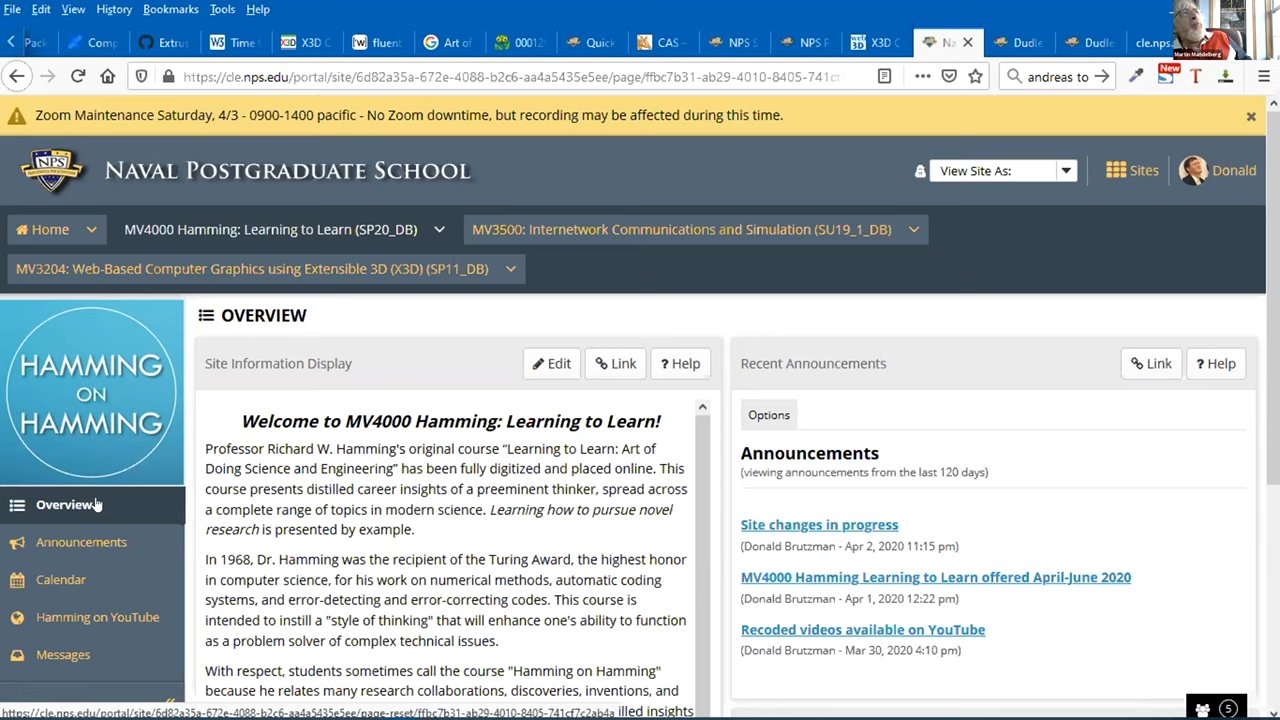 File Edit View History Bookmarks Postgules Tools Help
Pack Comp Extrus Time X3D C fluent Art of 00012 Quick CAS – NPS S NPS F X3D C Na Dudle Dudle cle.nps.
https://cle.nps.edu/portal/site/6d82a35a-672e-4088-b2c6-aa4a5435e5ee/page/ffbc7b31-ab29-4010-8405-741cf andreas to New
Martin Mandelberg
Zoom Maintenance Saturday, 4/3 - 0900-1400 pacific - No Zoom downtime, but recording may be affected during this time.
NPS NAVAL POSTGRADUATE SCHOOL View Site As: Sites Donald
Home MV4000 Hamming: Learning to Learn (SP20_DB) MV3500: Internetwork Communications and Simulation (SU19_1_DB)
MV3204: Web-Based Computer Graphics using Extensible 3D (X3D) (SP11_DB)
HAMMING
ON
HAMMING
Overview
Announcements
Calendar
Hamming on YouTube
Messages
OVERVIEW
Site Information Display Edit Link Help
Welcome to MV4000 Hamming: Learning to Learn!
Professor Richard W. Hamming's original course “Learning to Learn: Art of
Doing Science and Engineering” has been fully digitized and placed online. This
course presents distilled career insights of a preeminent thinker, spread across
a complete range of topics in modern science. Learning how to pursue novel
research is presented by example.
In 1968, Dr. Hamming was the recipient of the Turing Award, the highest honor
in computer science, for his work on numerical methods, automatic coding
systems, and error-detecting and error-correcting codes. This course is
intended to instill a "style of thinking" that will enhance one's ability to function
as a problem solver of complex technical issues.
With respect, students sometimes call the course "Hamming on Hamming"
because he relates many research collaborations, discoveries, inventions, and
illed insights
Recent Announcements Link Help
Options
Announcements
(viewing announcements from the last 120 days)
Site changes in progress
(Donald Brutzman - Apr 2, 2020 11:15 pm)
MV4000 Hamming Learning to Learn offered April-June 2020
(Donald Brutzman - Apr 1, 2020 12:22 pm)
Recoded videos available on YouTube
(Donald Brutzman - Mar 30, 2020 4:10 pm)
https://cle.nps.edu/portal/site/6d82a35a-672e-4088-b2c6-aa4a5435e5ee/page-reset/ffbc7b31-ab29-4010-8405-741cf7c2ab4a
5